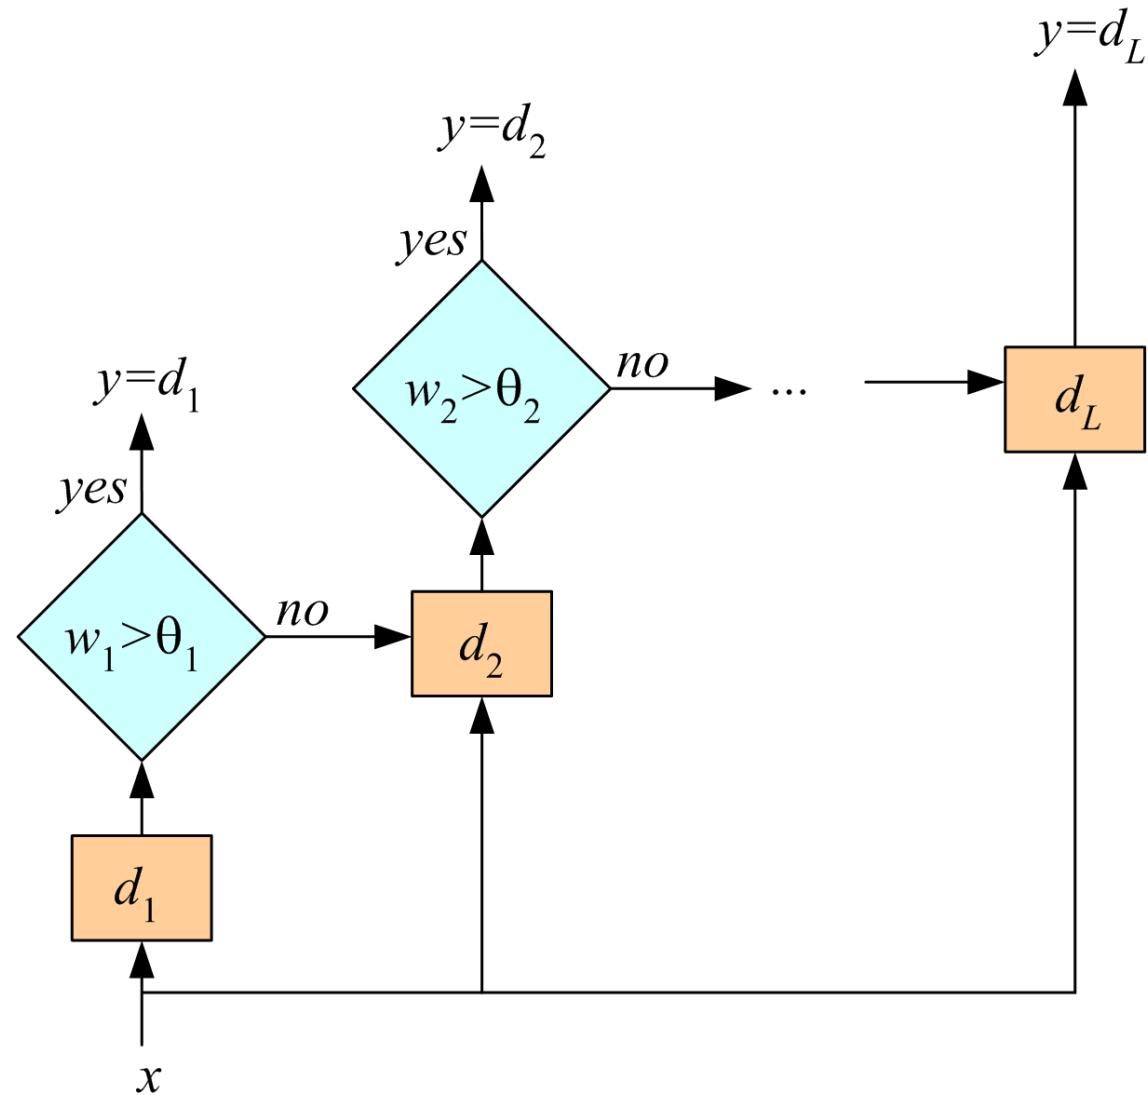 y=d_L
y=d_2
yes
w_2>θ_2
no
...
d_L
y=d_1
yes
w_1>θ_1
no
d_2
d_1
x